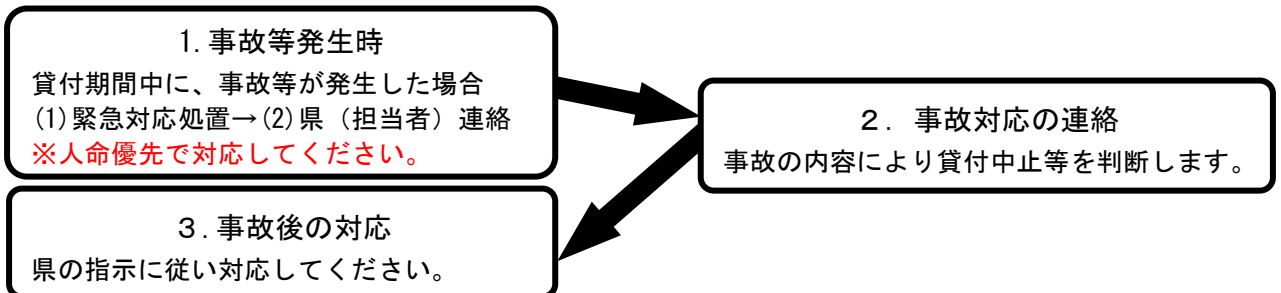 1.事故等発生時
貸付期間中に、事故等が発生した場合
(1)緊急対応処置→(2)県（担当者）連絡
※人命優先で対応してください。
２．事故対応の連絡
事故の内容により貸付中止等を判断します。
３.事故後の対応
県の指示に従い対応してください。